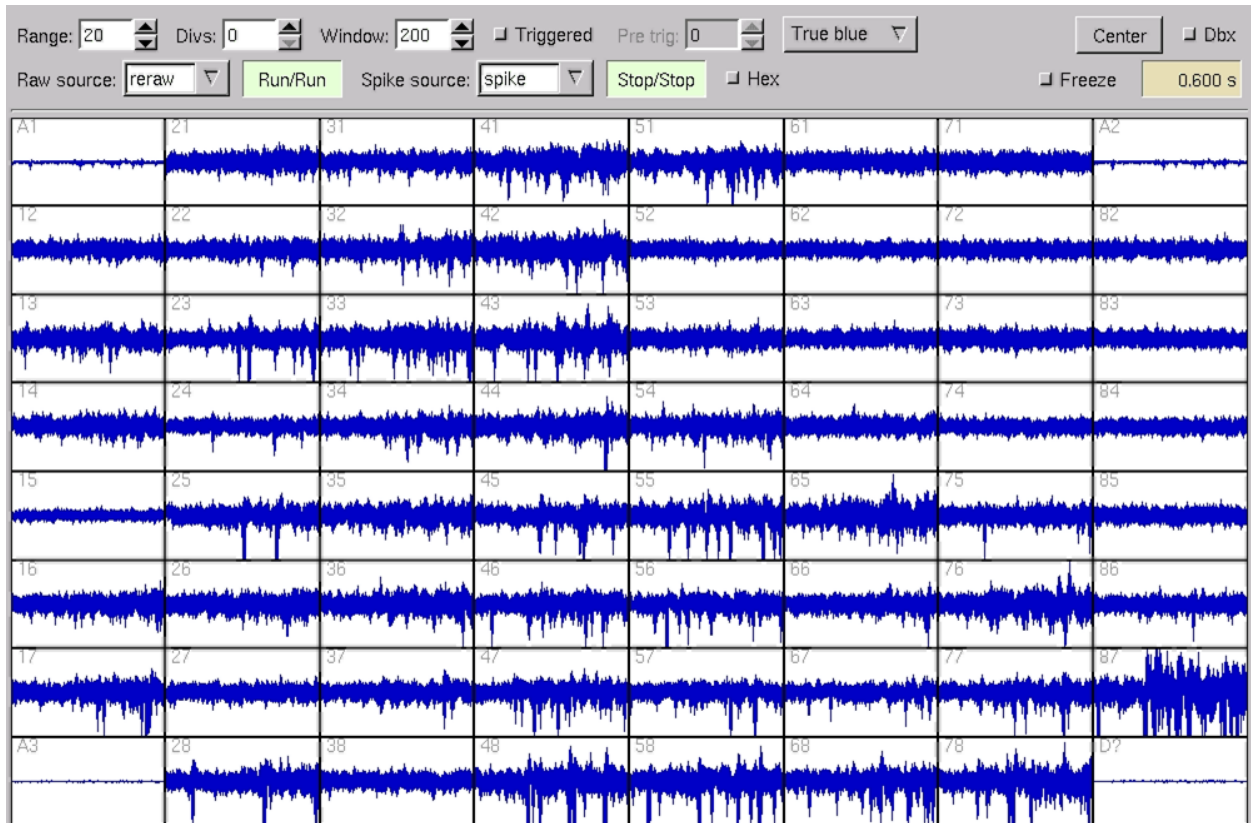 Range: 20 Divs: 0 Window: 200 Triggered Pre trig: 0 True blue Center Dbx
Raw source: reraw Run/Run Spike source: spike Stop/Stop Hex Freeze 0.600 s
A1 21 31 41 51 61 71 A2
12 22 32 42 52 62 72 82
13 23 33 43 53 63 73 83
14 24 34 44 54 64 74 84
15 25 35 45 55 65 75 85
16 26 36 46 56 66 76 86
17 27 37 47 57 67 77 87
A3 28 38 48 58 68 78 D?